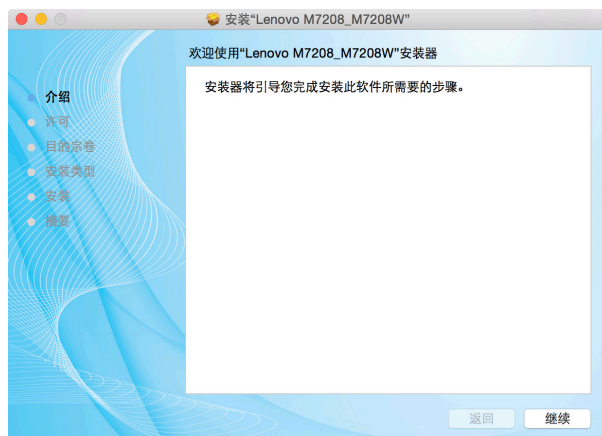 安装“Lenovo M7208_M7208W”
欢迎使用“Lenovo M7208_M7208W”安装器
介绍
许可
目的宗卷
安装类型
安装
摘要
安装器将引导您完成安装此软件所需要的步骤。
返回
继续